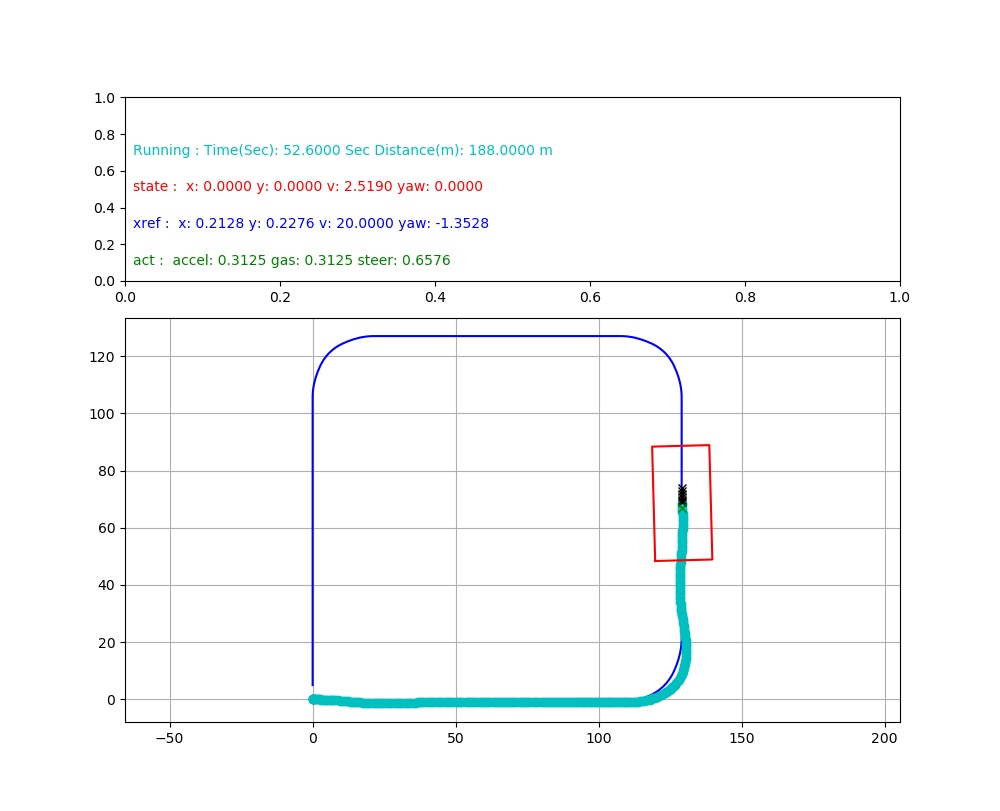 1.0
0.8
Running : Time(Sec): 52.6000 Sec Distance(m): 188.0000 m
0.6
state :  x: 0.0000 y: 0.0000 v: 2.5190 yaw: 0.0000
0.4
xref :  x: 0.2128 y: 0.2276 v: 20.0000 yaw: -1.3528
0.2
act :  accel: 0.3125 gas: 0.3125 steer: 0.6576
0.0
0.0 0.2 0.4 0.6 0.8 1.0
120
100
80
60
40
20
0
−50 0 50 100 150 200